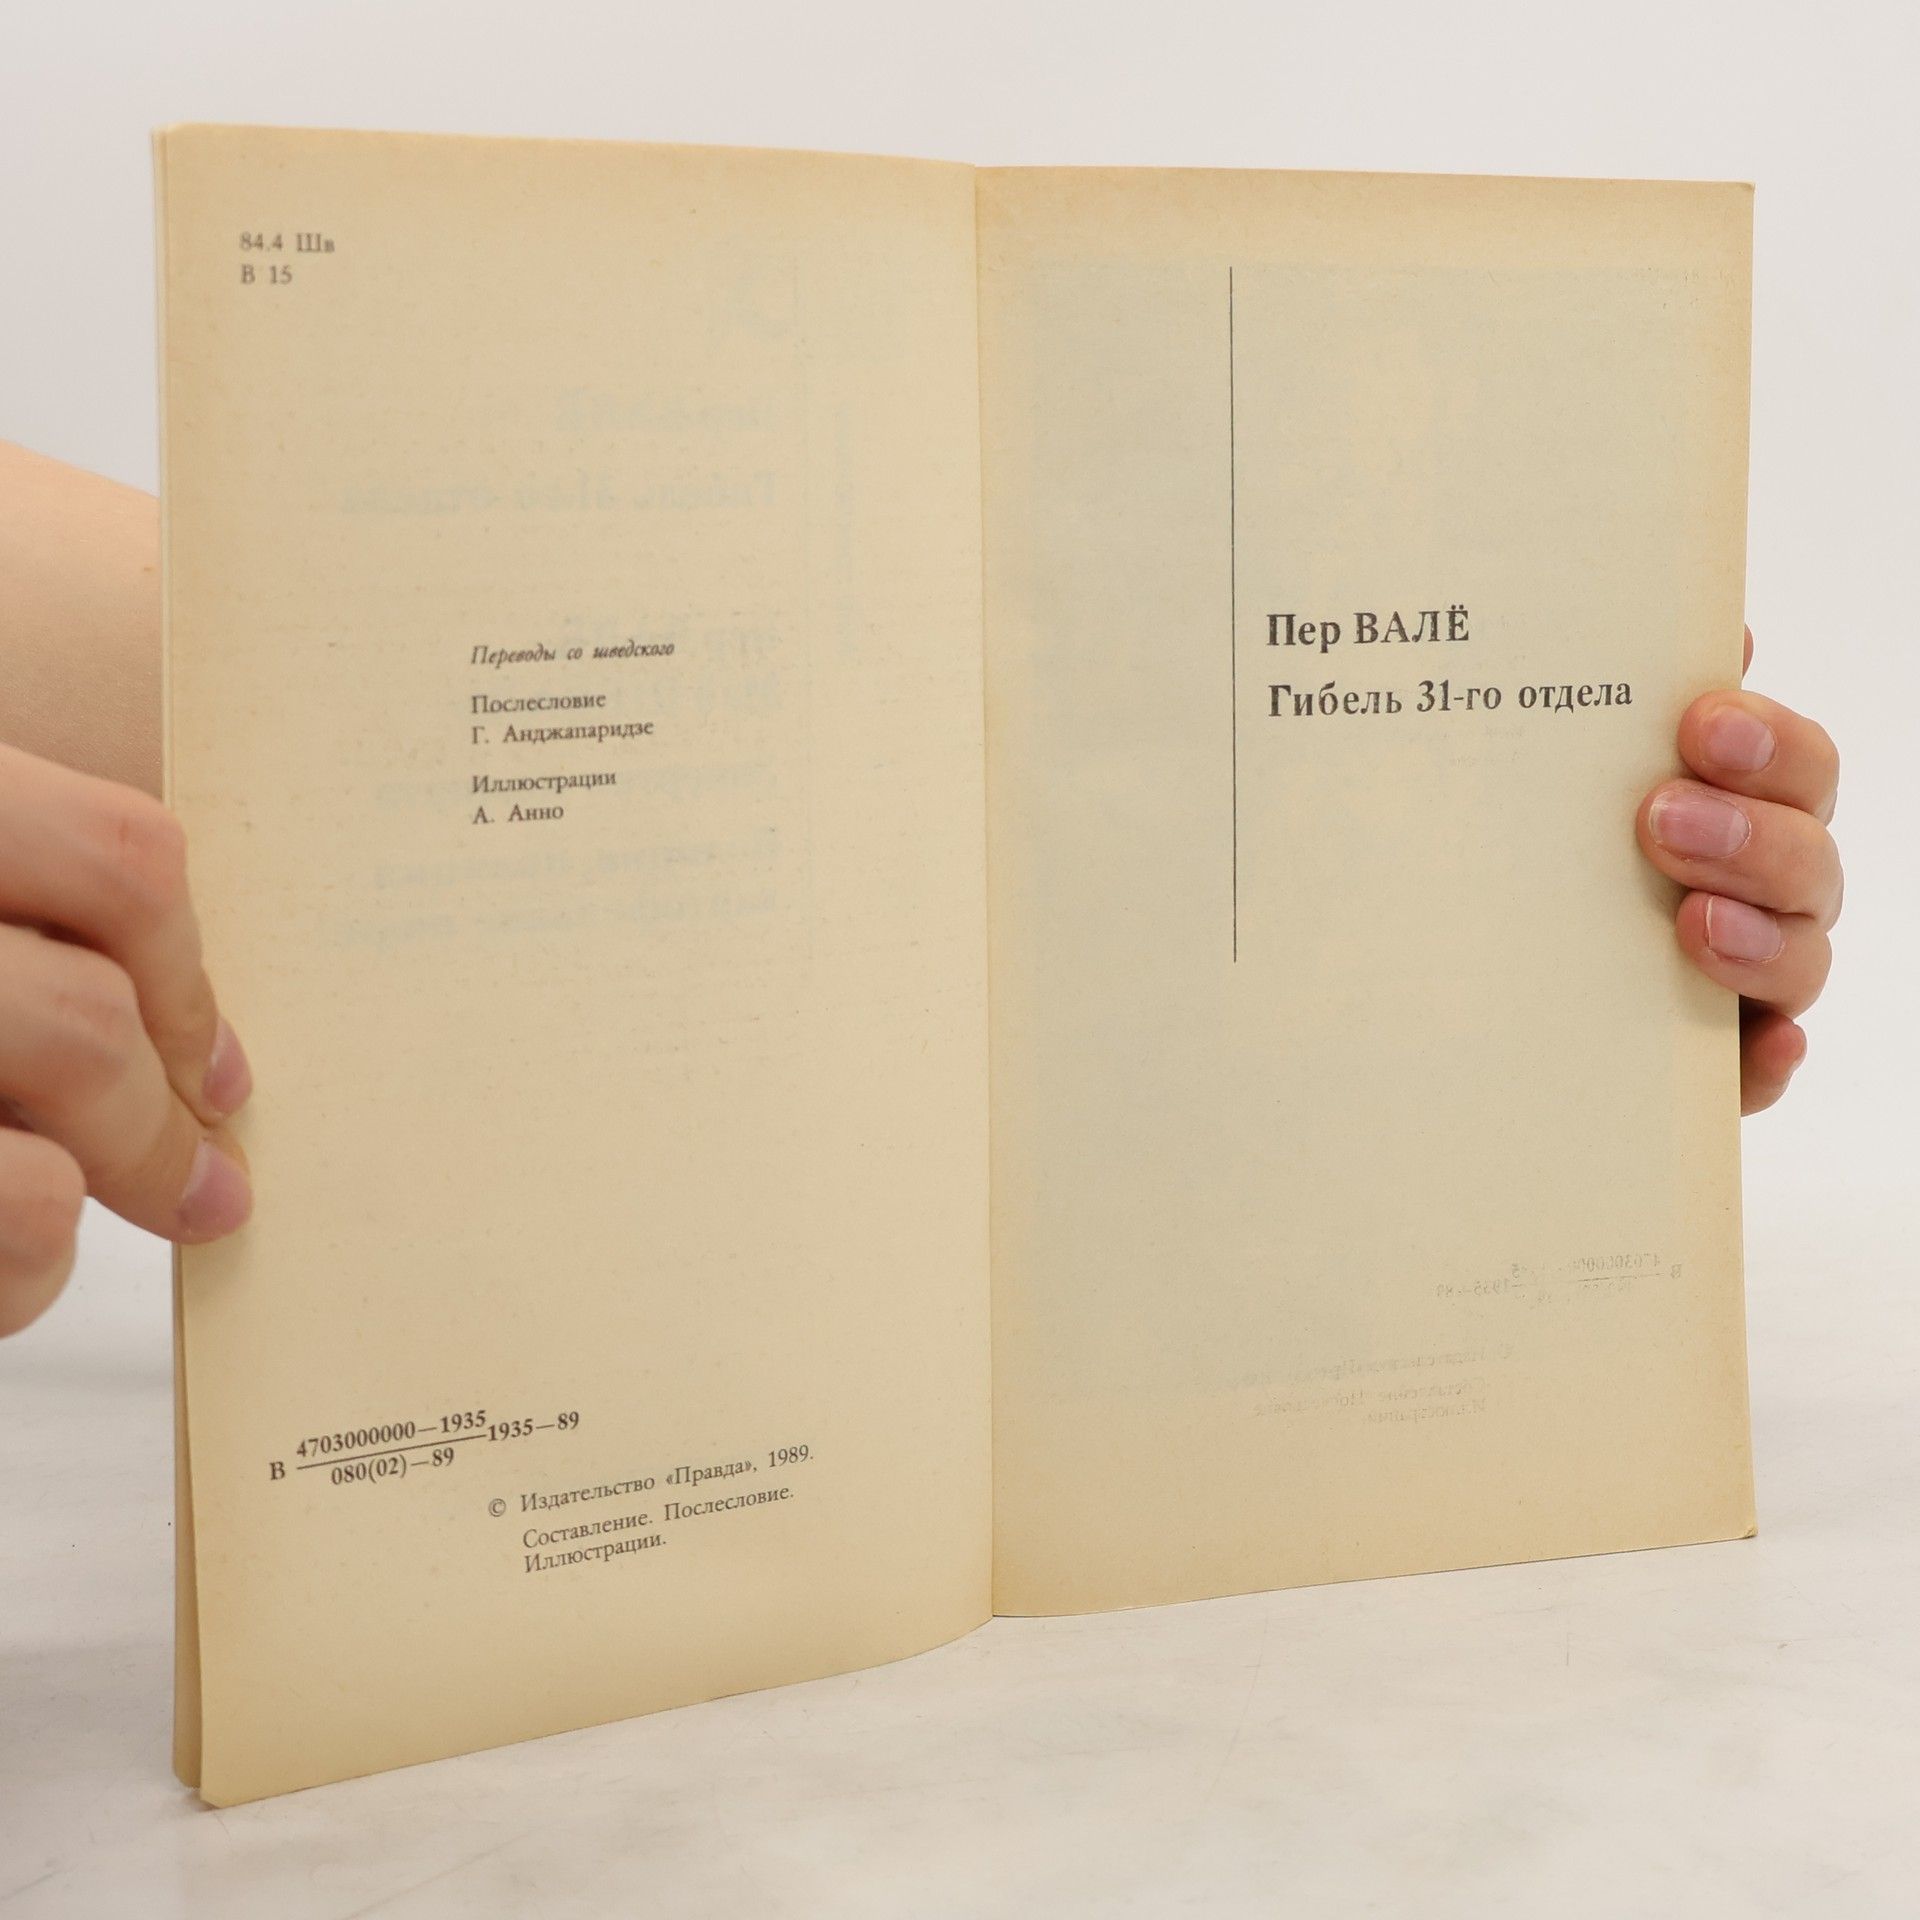 84.4 Шв
В 15
Переводы со шведского
Послесловие
Г. Анджапаридзе
Иллюстрации
А. Анно
В 4703000000—1935 1935—89
080(02)—89
© Издательство «Правда», 1989.
Составление. Послесловие.
Иллюстрации.
Пер ВАЛЁ
Гибель 31-го отдела